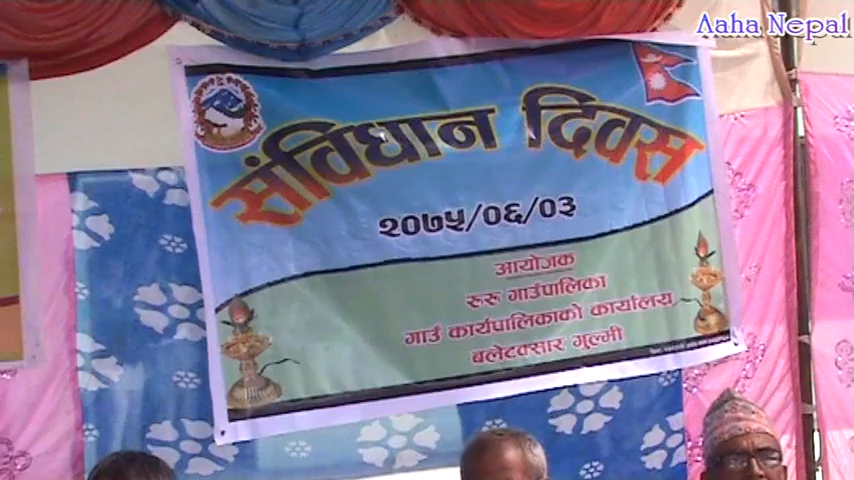 Aaha Nepal
संविधान दिवस
२०७५/०६/०३
आयोजक
रुरु गाउँपालिका
गाउँ कार्यपालिकाको कार्यालय
बलेटक्सार गुल्मी